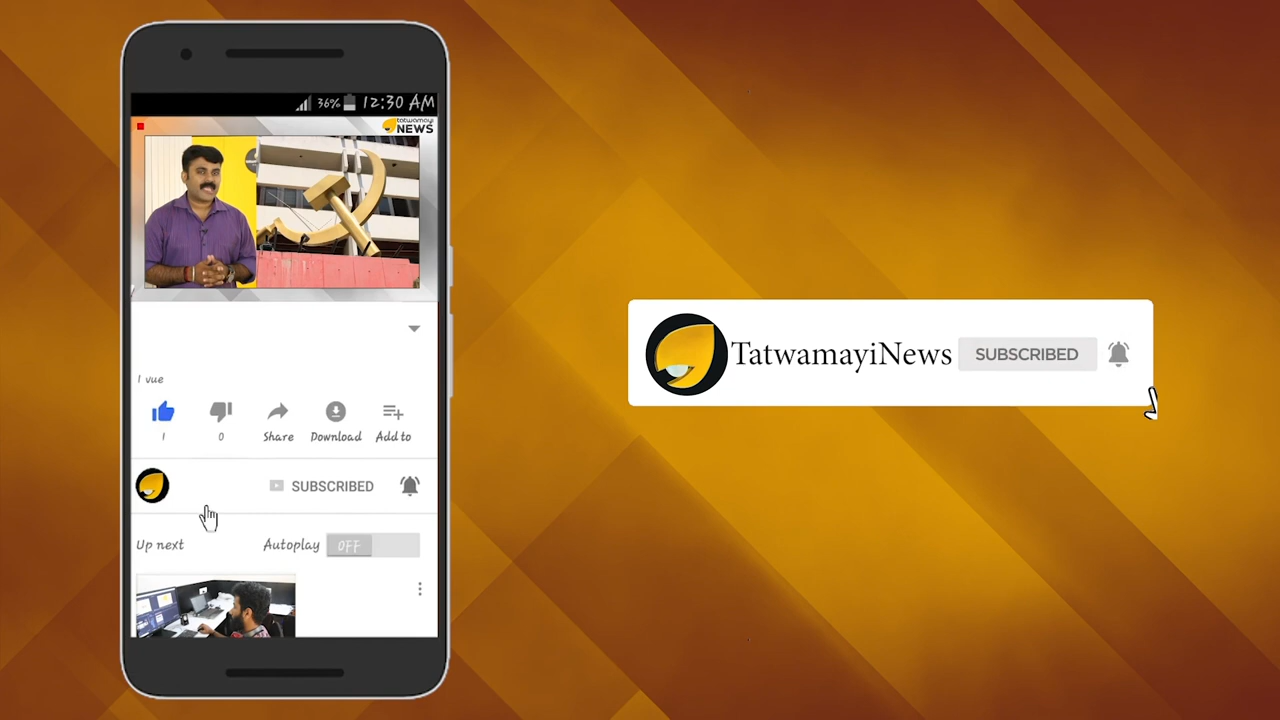 36% 12:30 AM
tatwamayi
NEWS
1 vue
1
0
Share
Download
Add to
SUBSCRIBED
Up next
Autoplay
OFF
TatwamayiNews
SUBSCRIBED